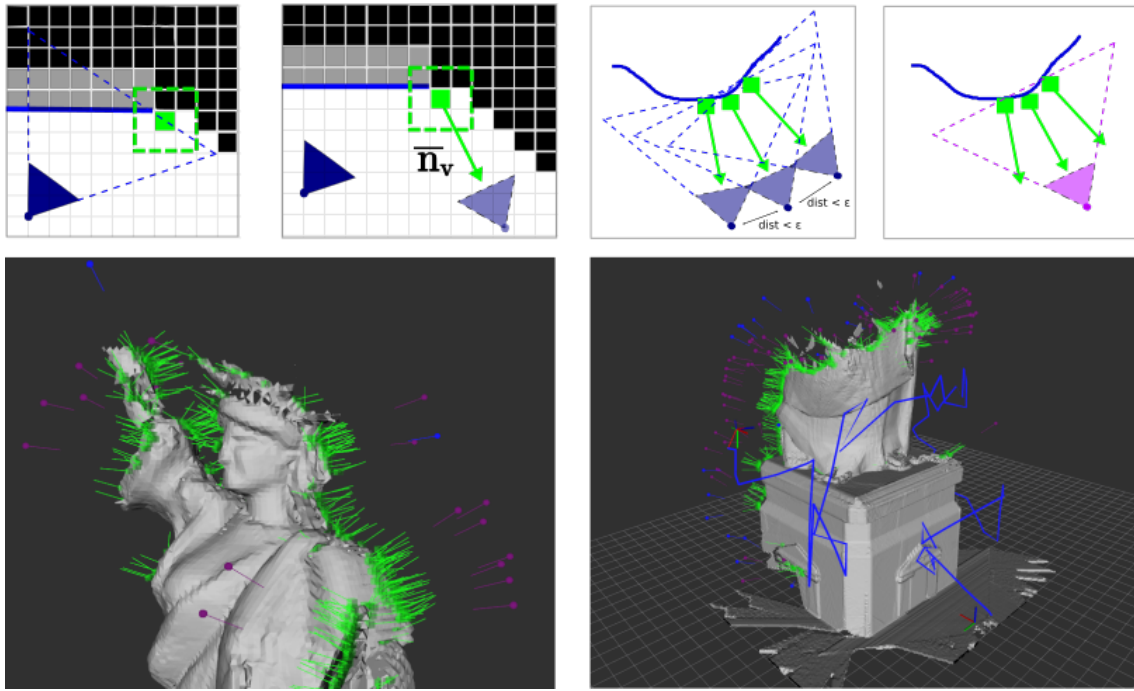 n̅ᵥ
dist < ε
dist < ε